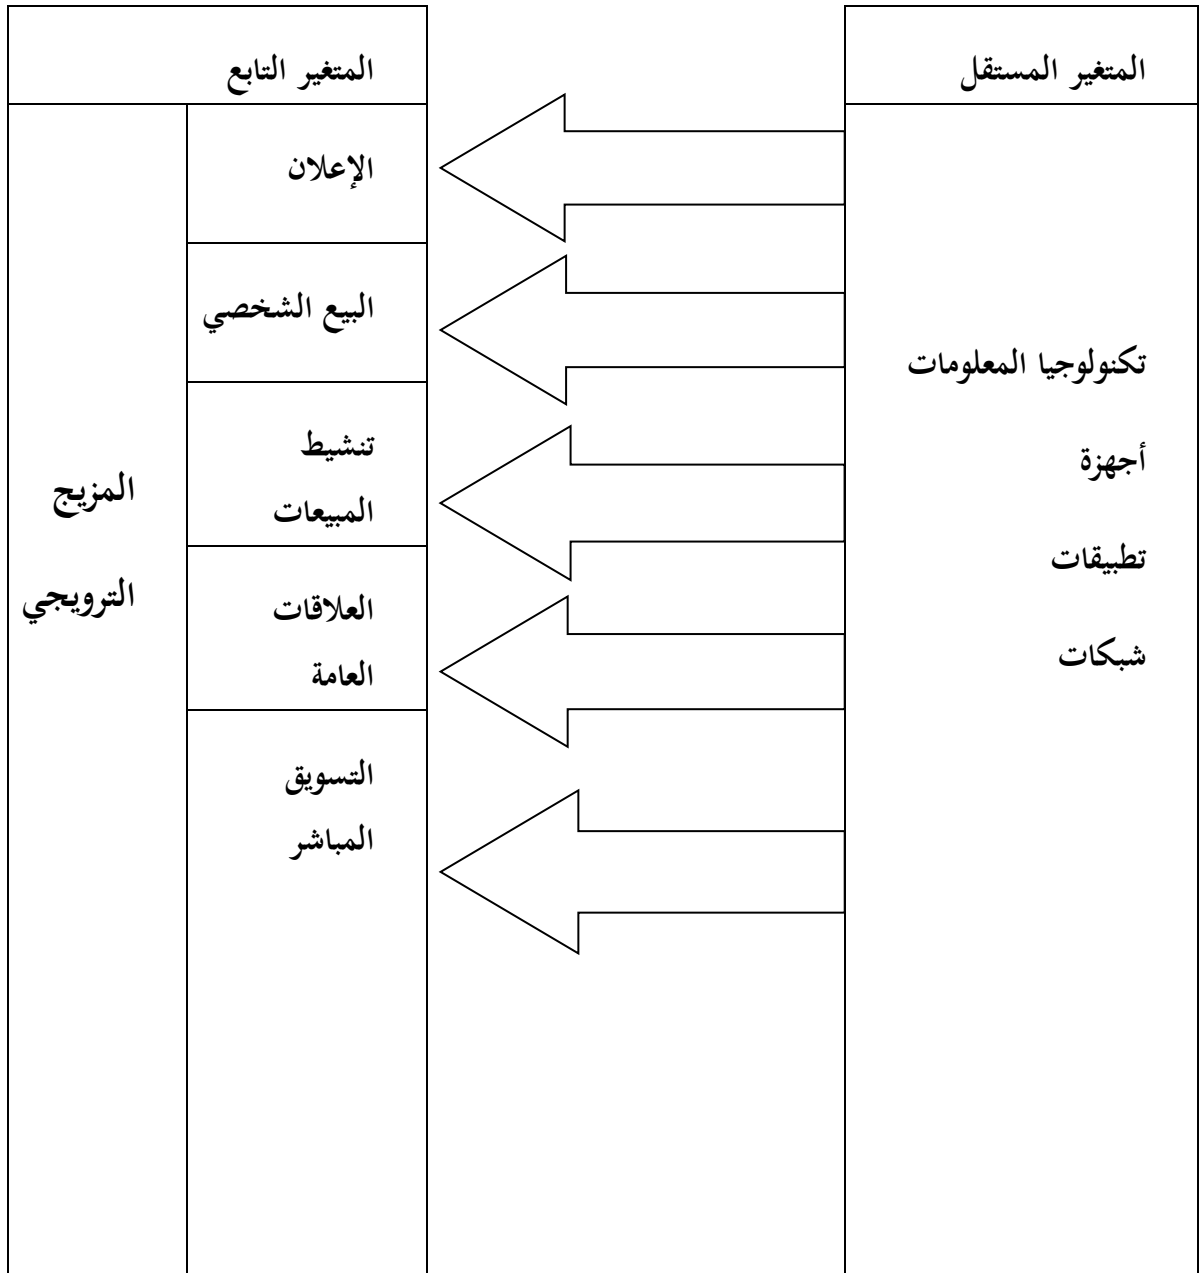 المتغير المستقل
المتغير التابع
تكنولوجيا المعلومات
أجهزة
تطبيقات
شبكات
الإعلان
البيع الشخصي
تنشيط
المبيعات
العلاقات
العامة
التسويق
المباشر
المزيج
الترويجي